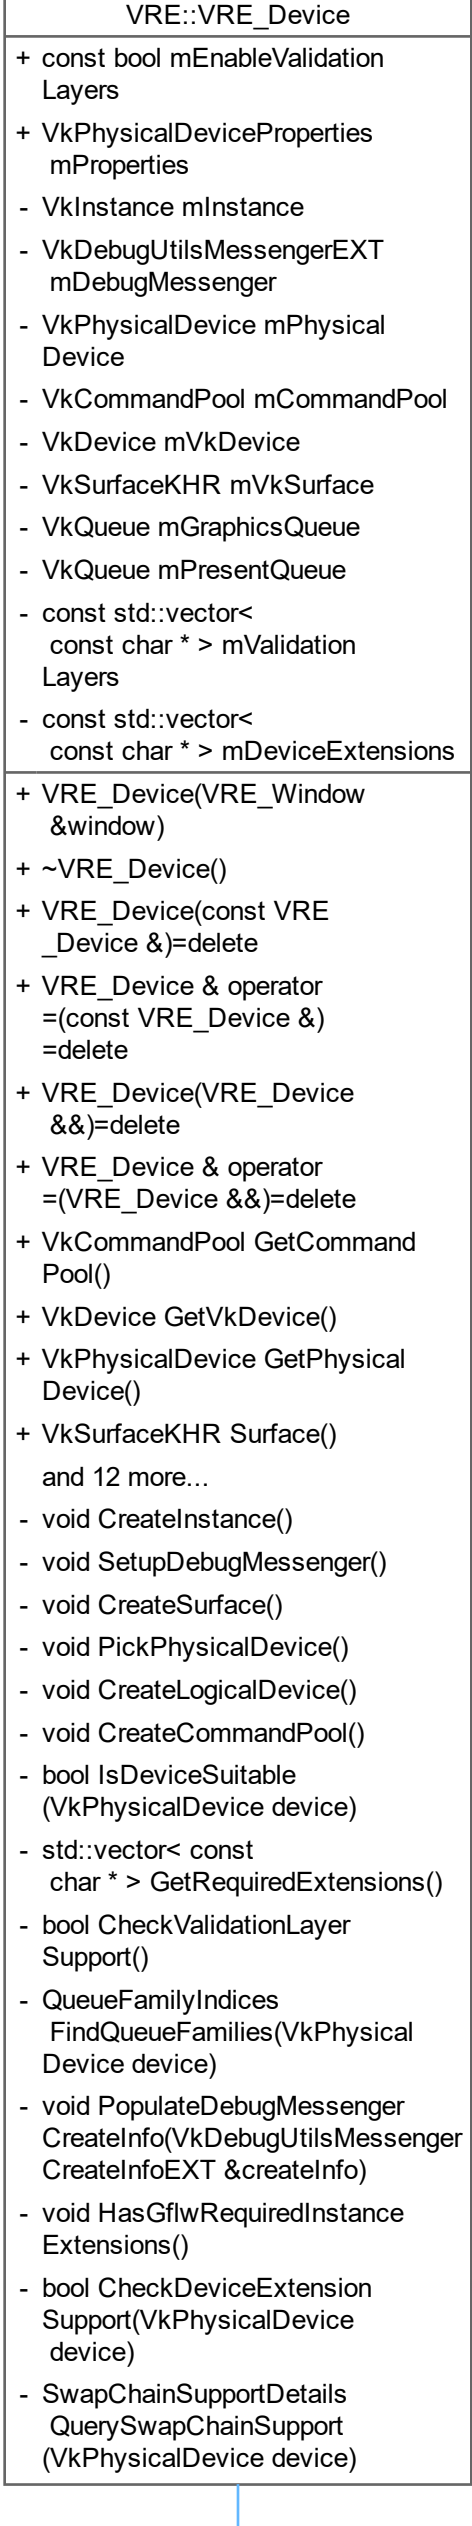 VRE::VRE_Device
+ const bool mEnableValidation
Layers
+ VkPhysicalDeviceProperties
mProperties
- VkInstance mInstance
- VkDebugUtilsMessengerEXT
mDebugMessenger
- VkPhysicalDevice mPhysical
Device
- VkCommandPool mCommandPool
- VkDevice mVkDevice
- VkSurfaceKHR mVkSurface
- VkQueue mGraphicsQueue
- VkQueue mPresentQueue
- const std::vector<
const char * > mValidation
Layers
- const std::vector<
const char * > mDeviceExtensions
+ VRE_Device(VRE_Window
&window)
+ ~VRE_Device()
+ VRE_Device(const VRE
_Device &)=delete
+ VRE_Device & operator
=(const VRE_Device &)
=delete
+ VRE_Device(VRE_Device
&&)=delete
+ VRE_Device & operator
=(VRE_Device &&)=delete
+ VkCommandPool GetCommand
Pool()
+ VkDevice GetVkDevice()
+ VkPhysicalDevice GetPhysical
Device()
+ VkSurfaceKHR Surface()
and 12 more...
- void CreateInstance()
- void SetupDebugMessenger()
- void CreateSurface()
- void PickPhysicalDevice()
- void CreateLogicalDevice()
- void CreateCommandPool()
- bool IsDeviceSuitable
(VkPhysicalDevice device)
- std::vector< const
char * > GetRequiredExtensions()
- bool CheckValidationLayer
Support()
- QueueFamilyIndices
FindQueueFamilies(VkPhysical
Device device)
- void PopulateDebugMessenger
CreateInfo(VkDebugUtilsMessenger
CreateInfoEXT &createInfo)
- void HasGflwRequiredInstance
Extensions()
- bool CheckDeviceExtension
Support(VkPhysicalDevice
device)
- SwapChainSupportDetails
QuerySwapChainSupport
(VkPhysicalDevice device)